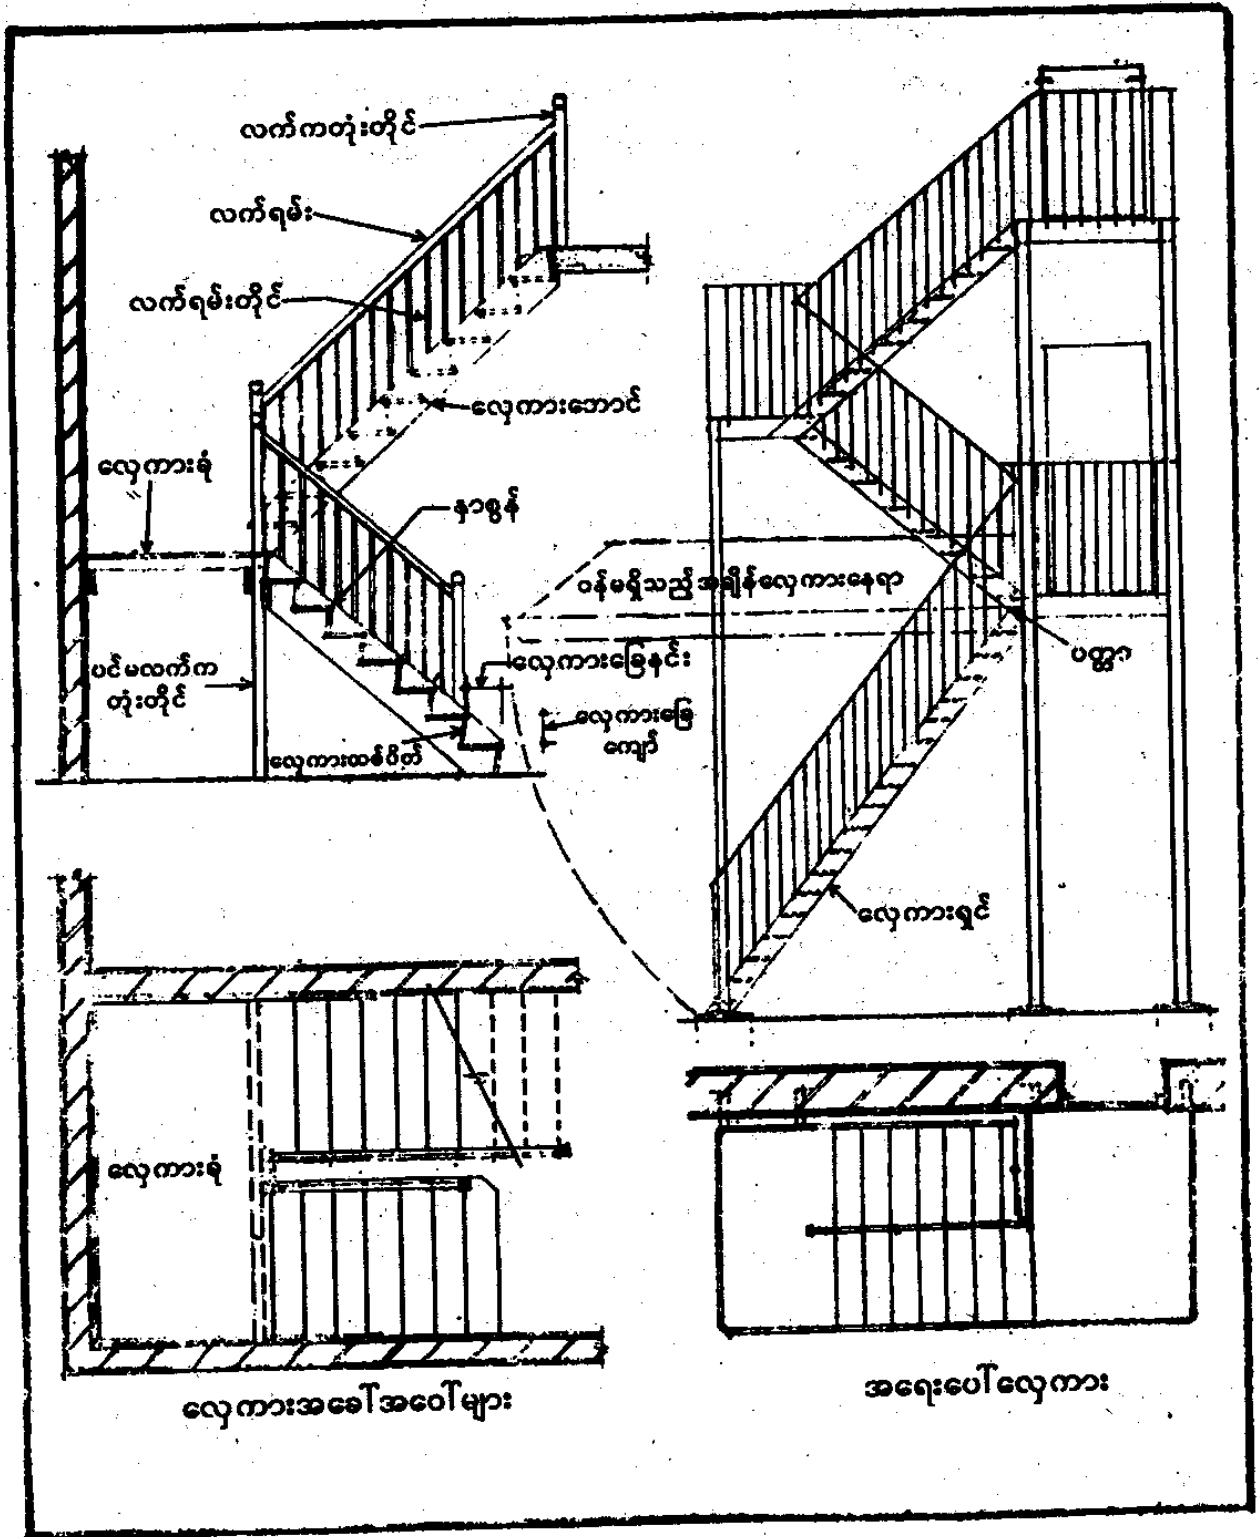 လက်ကတုံးတိုင်
လက်ရမ်း
လက်ရမ်းတိုင်
လှေကားဘောင်
လှေကားခုံ
နှာစွန်
ဝန်မရှိသည့်အချိန်လှေကားနေရာ
လှေကားခြေနင်း
ပတ္တာ
ပင်မလက်က
တုံးတိုင်
လှေကားခြေ
ကျော်
လှေကားထစ်ပိတ်
လှေကားရှင်
လှေကားခုံ
လှေကားအခေါ်အဝေါ်များ
အရေးပေါ်လှေကား